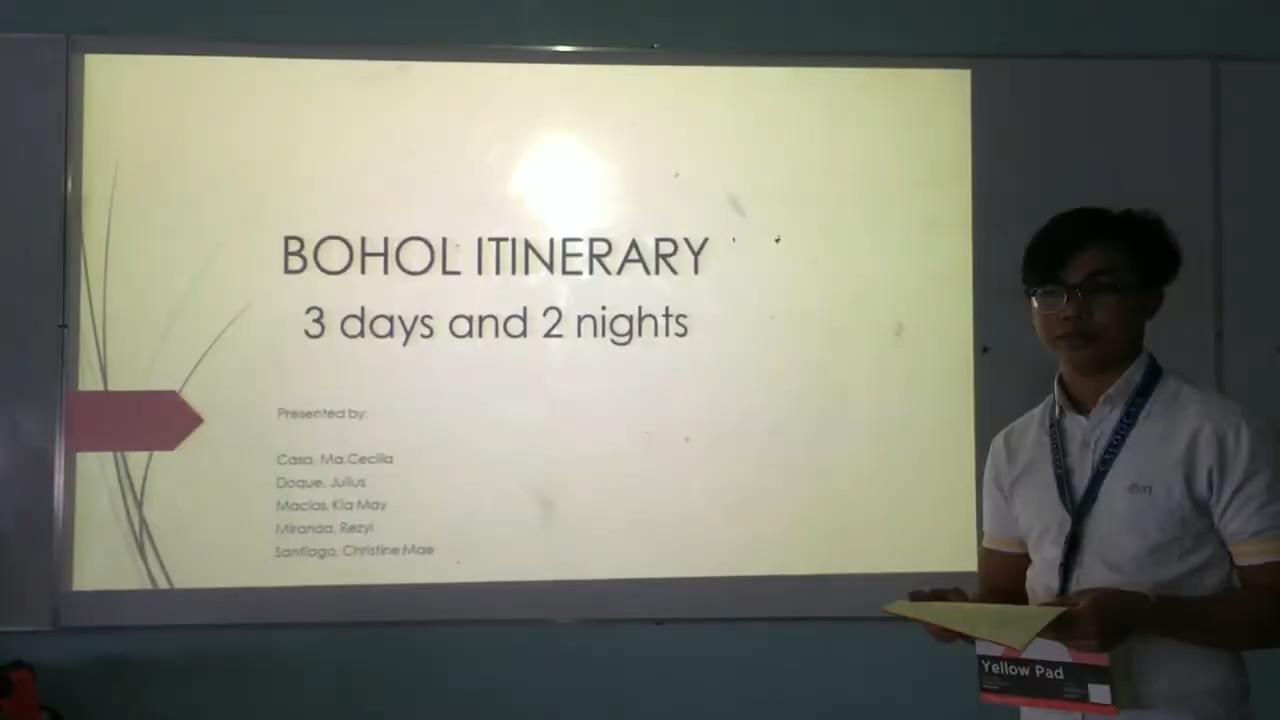 BOHOL ITINERARY
3 days and 2 nights
Presented by:
Casa, Ma.Cecilia
Doque, Julius
Macias, Kia May
Miranda, Rezyl
Santiago, Christine Mae
CALOOCAN
Yellow Pad